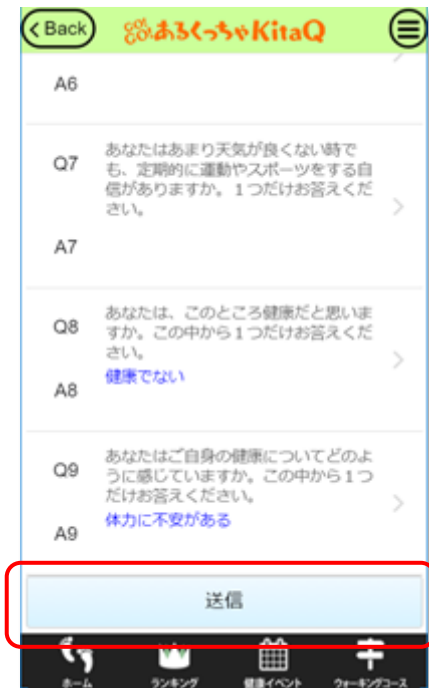 Back
GO!GO!あるくっちゃKitaQ
A6
Q7
あなたはあまり天気が良くない時で
も、定期的に運動やスポーツをする自
信がありますか。１つだけお答えくだ
さい。
A7
Q8
あなたは、このところ健康だと思いま
すか。この中から１つだけお答えくだ
さい。
健康でない
A8
Q9
あなたはご自身の健康についてどのよ
うに感じていますか。この中から１つ
だけお答えください。
体力に不安がある
A9
送信
ホーム
ランキング
健康イベント
ウォーキングコース